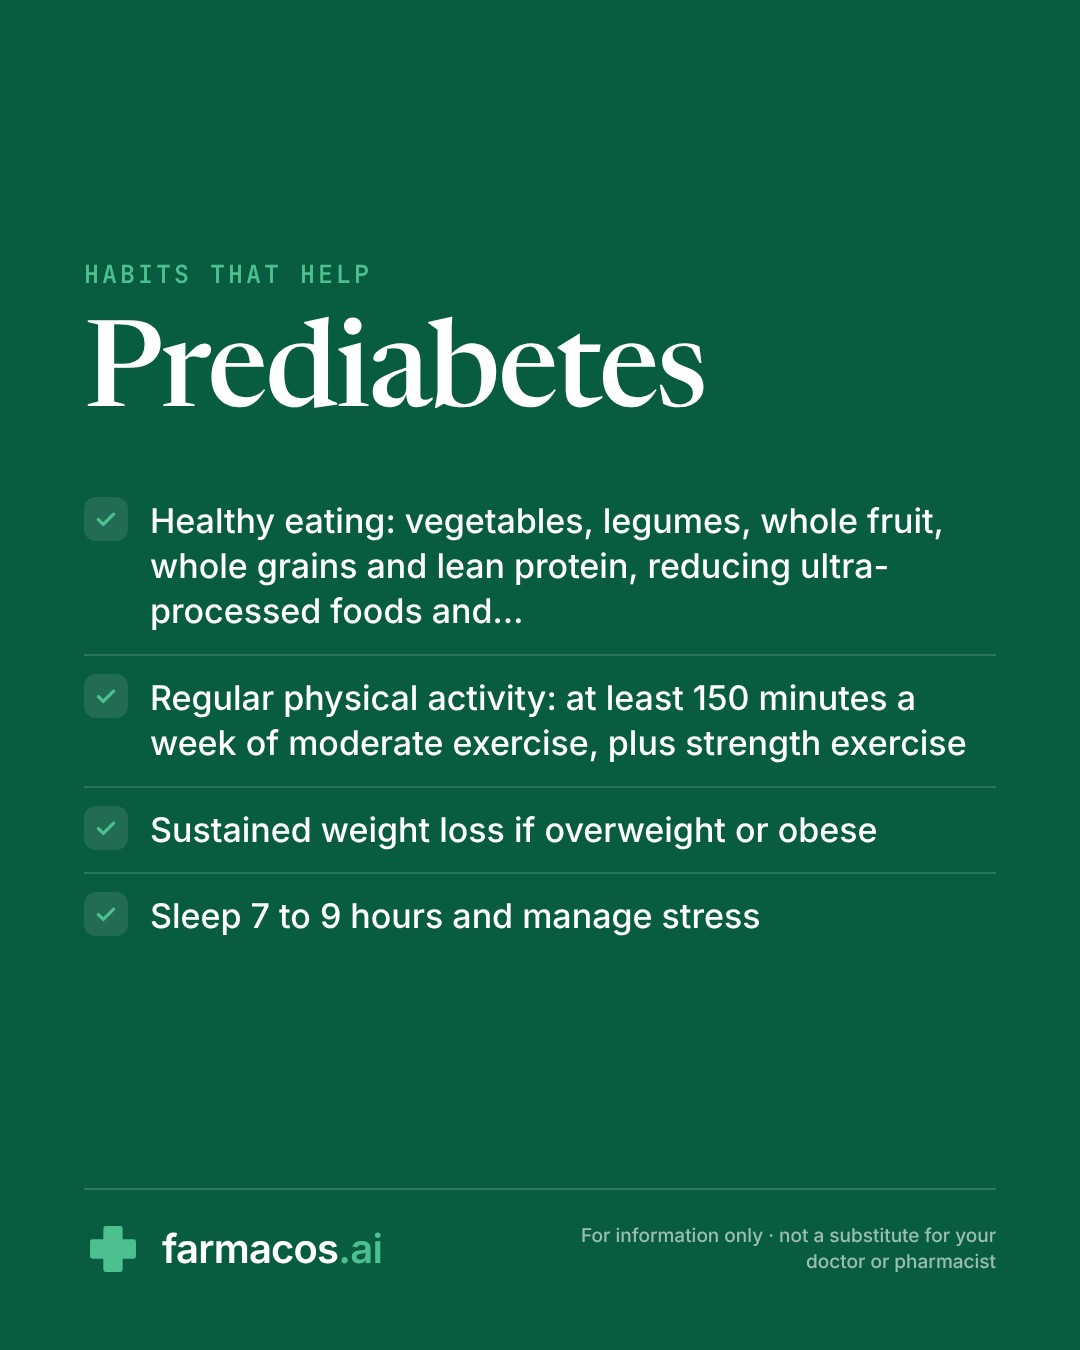 HABITS THAT HELP
Prediabetes
Healthy eating: vegetables, legumes, whole fruit,
whole grains and lean protein, reducing ultra-
processed foods and...
Regular physical activity: at least 150 minutes a
week of moderate exercise, plus strength exercise
Sustained weight loss if overweight or obese
Sleep 7 to 9 hours and manage stress
farmacos.ai
For information only · not a substitute for your
doctor or pharmacist